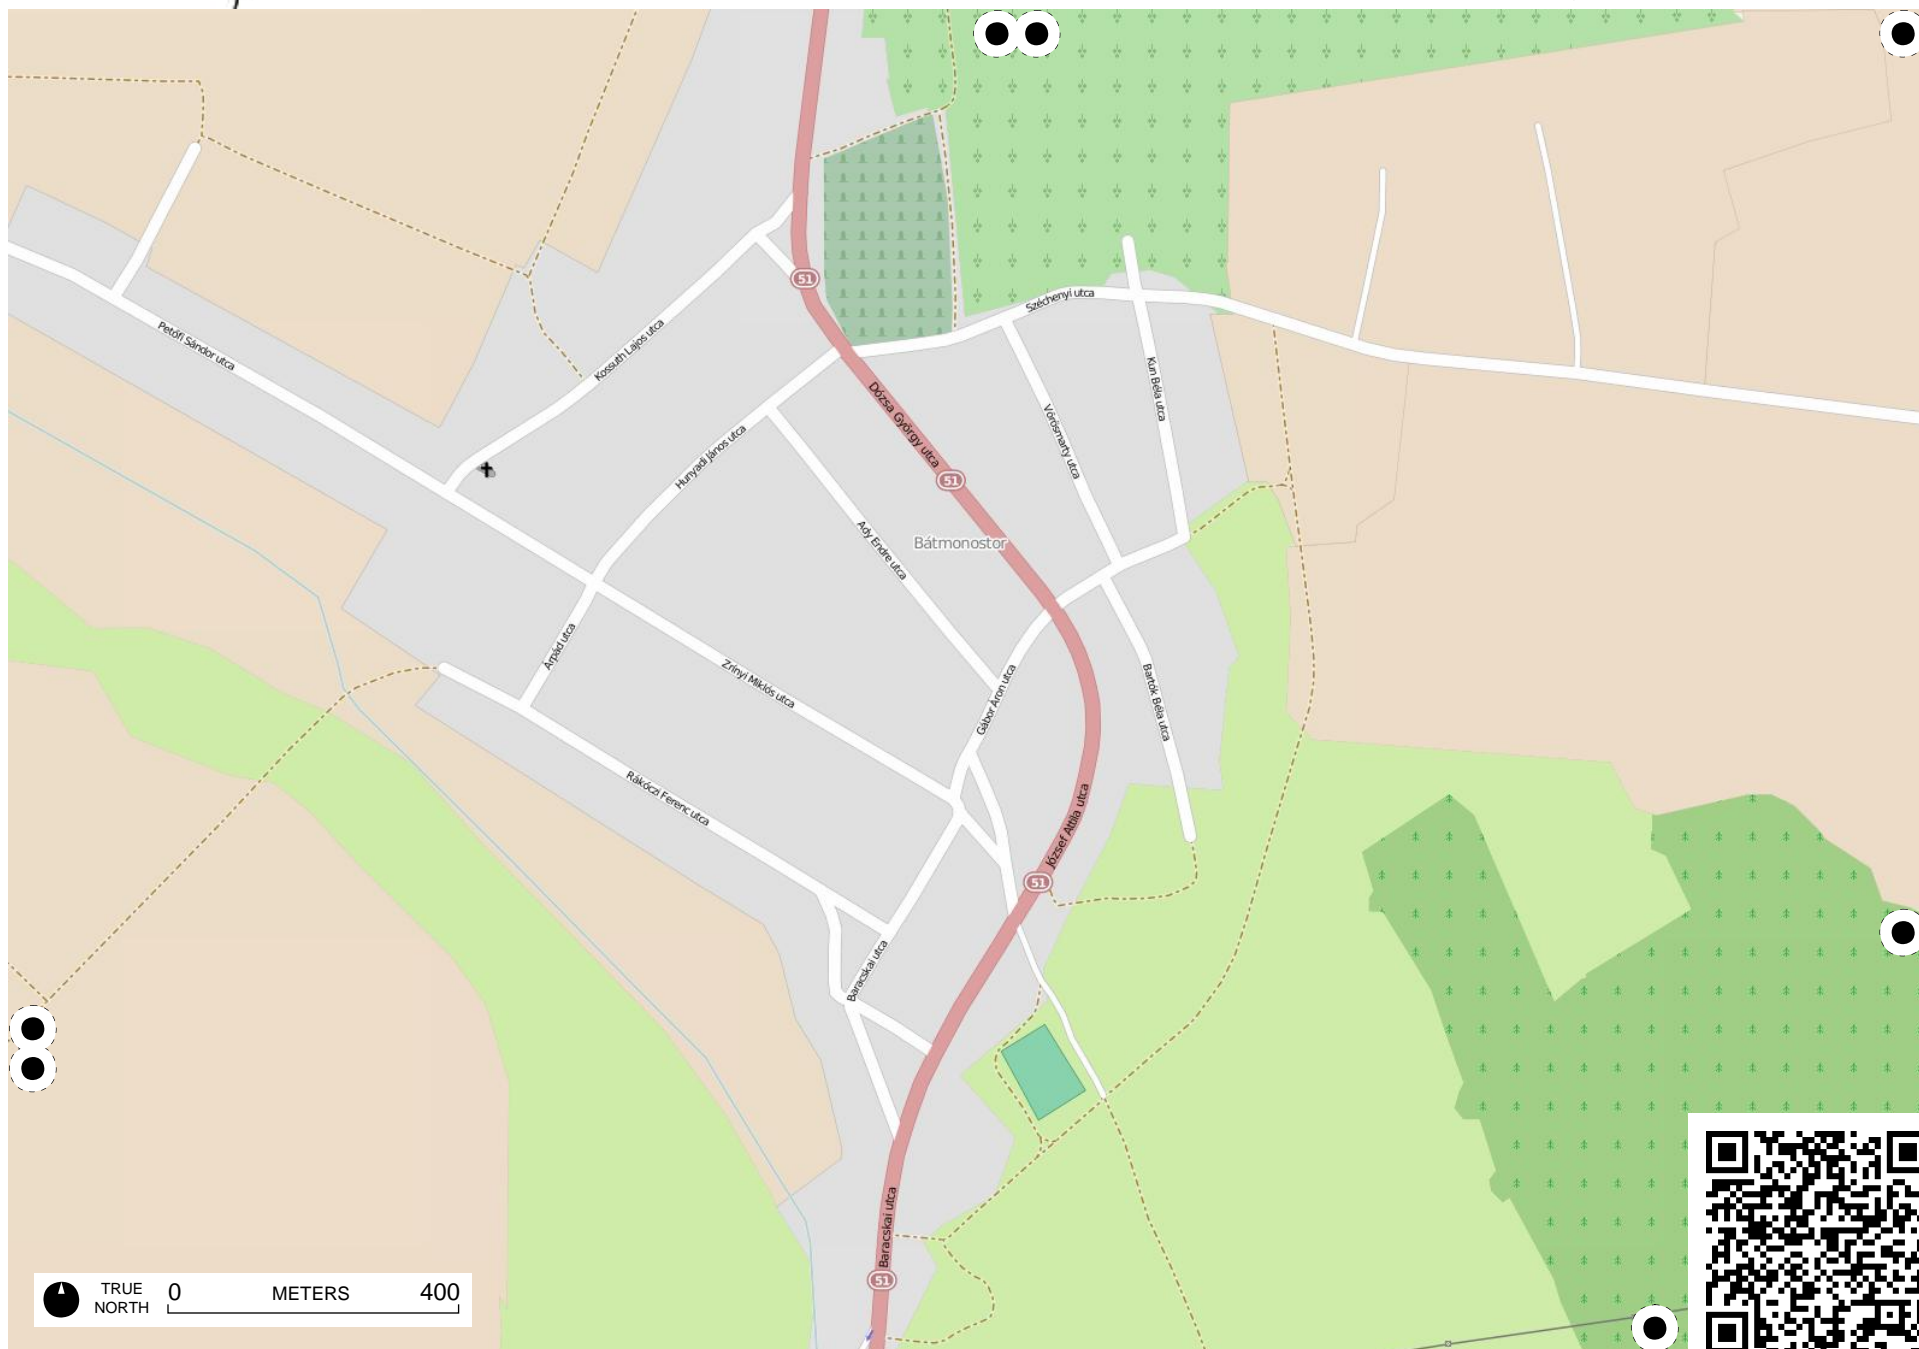 51
Széchenyi utca
Petőfi Sándor utca
Kossuth Lajos utca
Kun Béla utca
Dózsa György utca
Vörösmarty utca
Hunyadi János utca
51
Ady Endre utca
Bátmonostor
Árpád utca
Zrínyi Miklós utca
Gábor Áron utca
Bartók Béla utca
Rákóczi Ferenc utca
József Attila utca
51
Baracskai utca
Baracskai utca
51
TRUE
NORTH
0 METERS 400